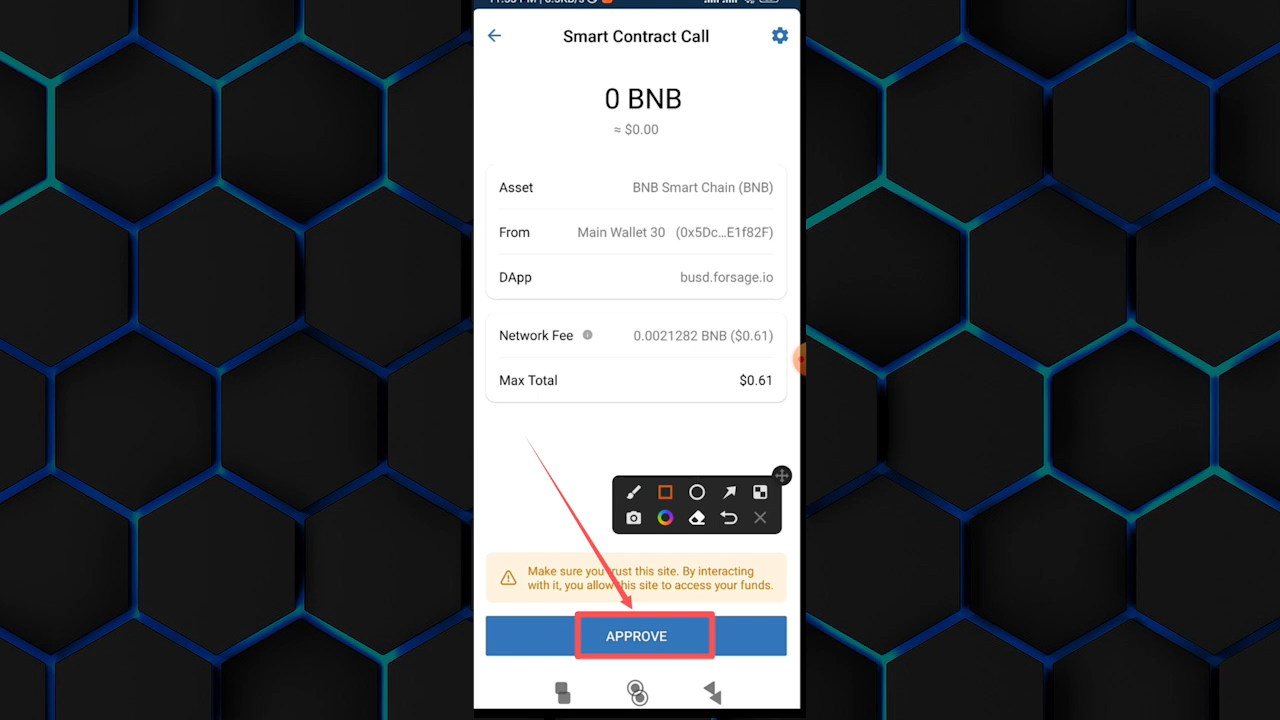 Smart Contract Call
0 BNB
≈ $0.00
Asset BNB Smart Chain (BNB)
From Main Wallet 30 (0x5Dc...E1f82F)
DApp busd.forsage.io
Network Fee 0.0021282 BNB ($0.61)
Max Total $0.61
Make sure you trust this site. By interacting
with it, you allow this site to access your funds.
APPROVE